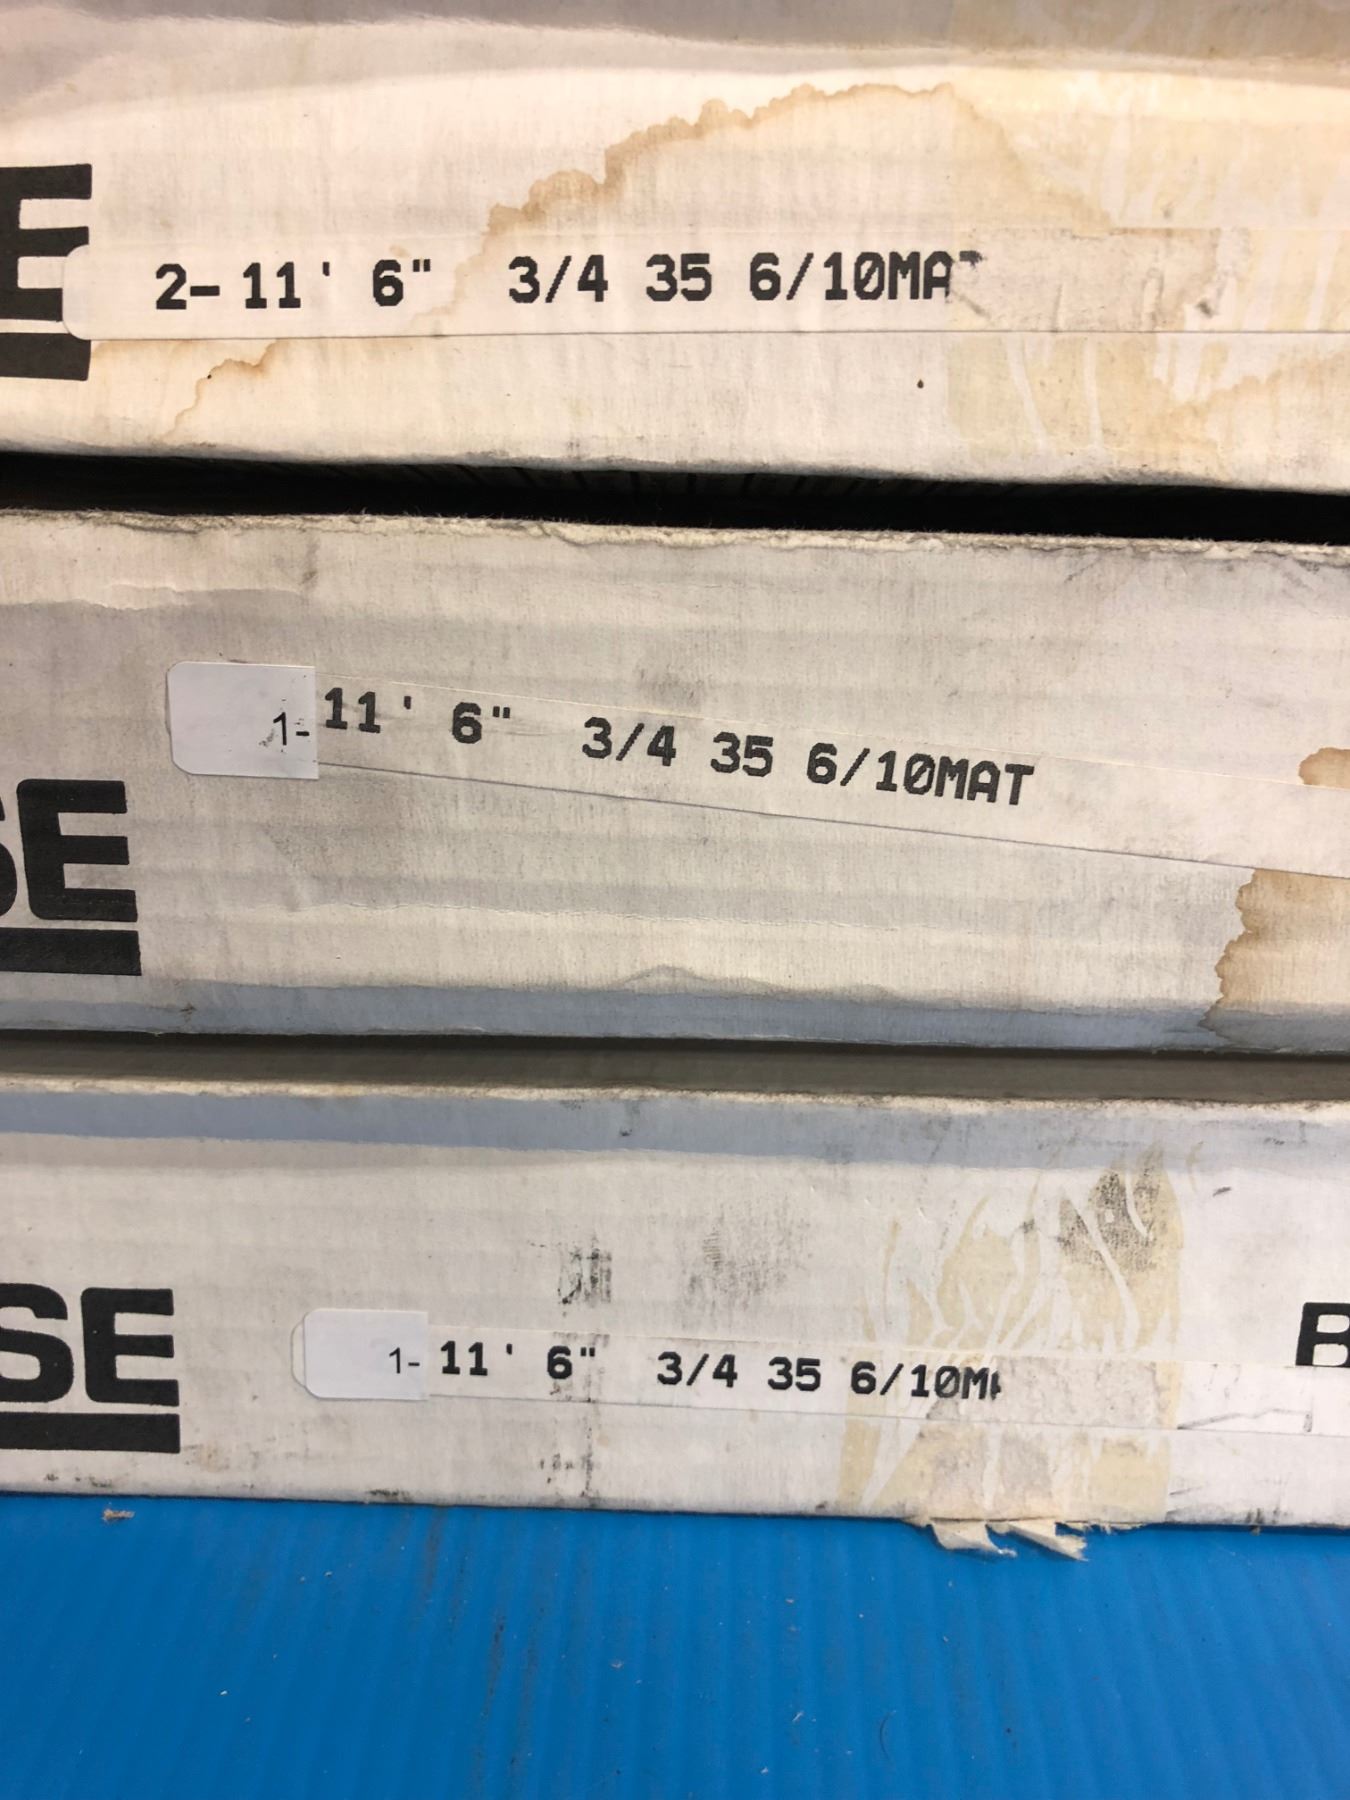 E
2- 11 ' 6" 3/4 35 6/10MAT
1- 11 ' 6" 3/4 35 6/10MAT
SE
1- 11 ' 6" 3/4 35 6/10M
SE
B